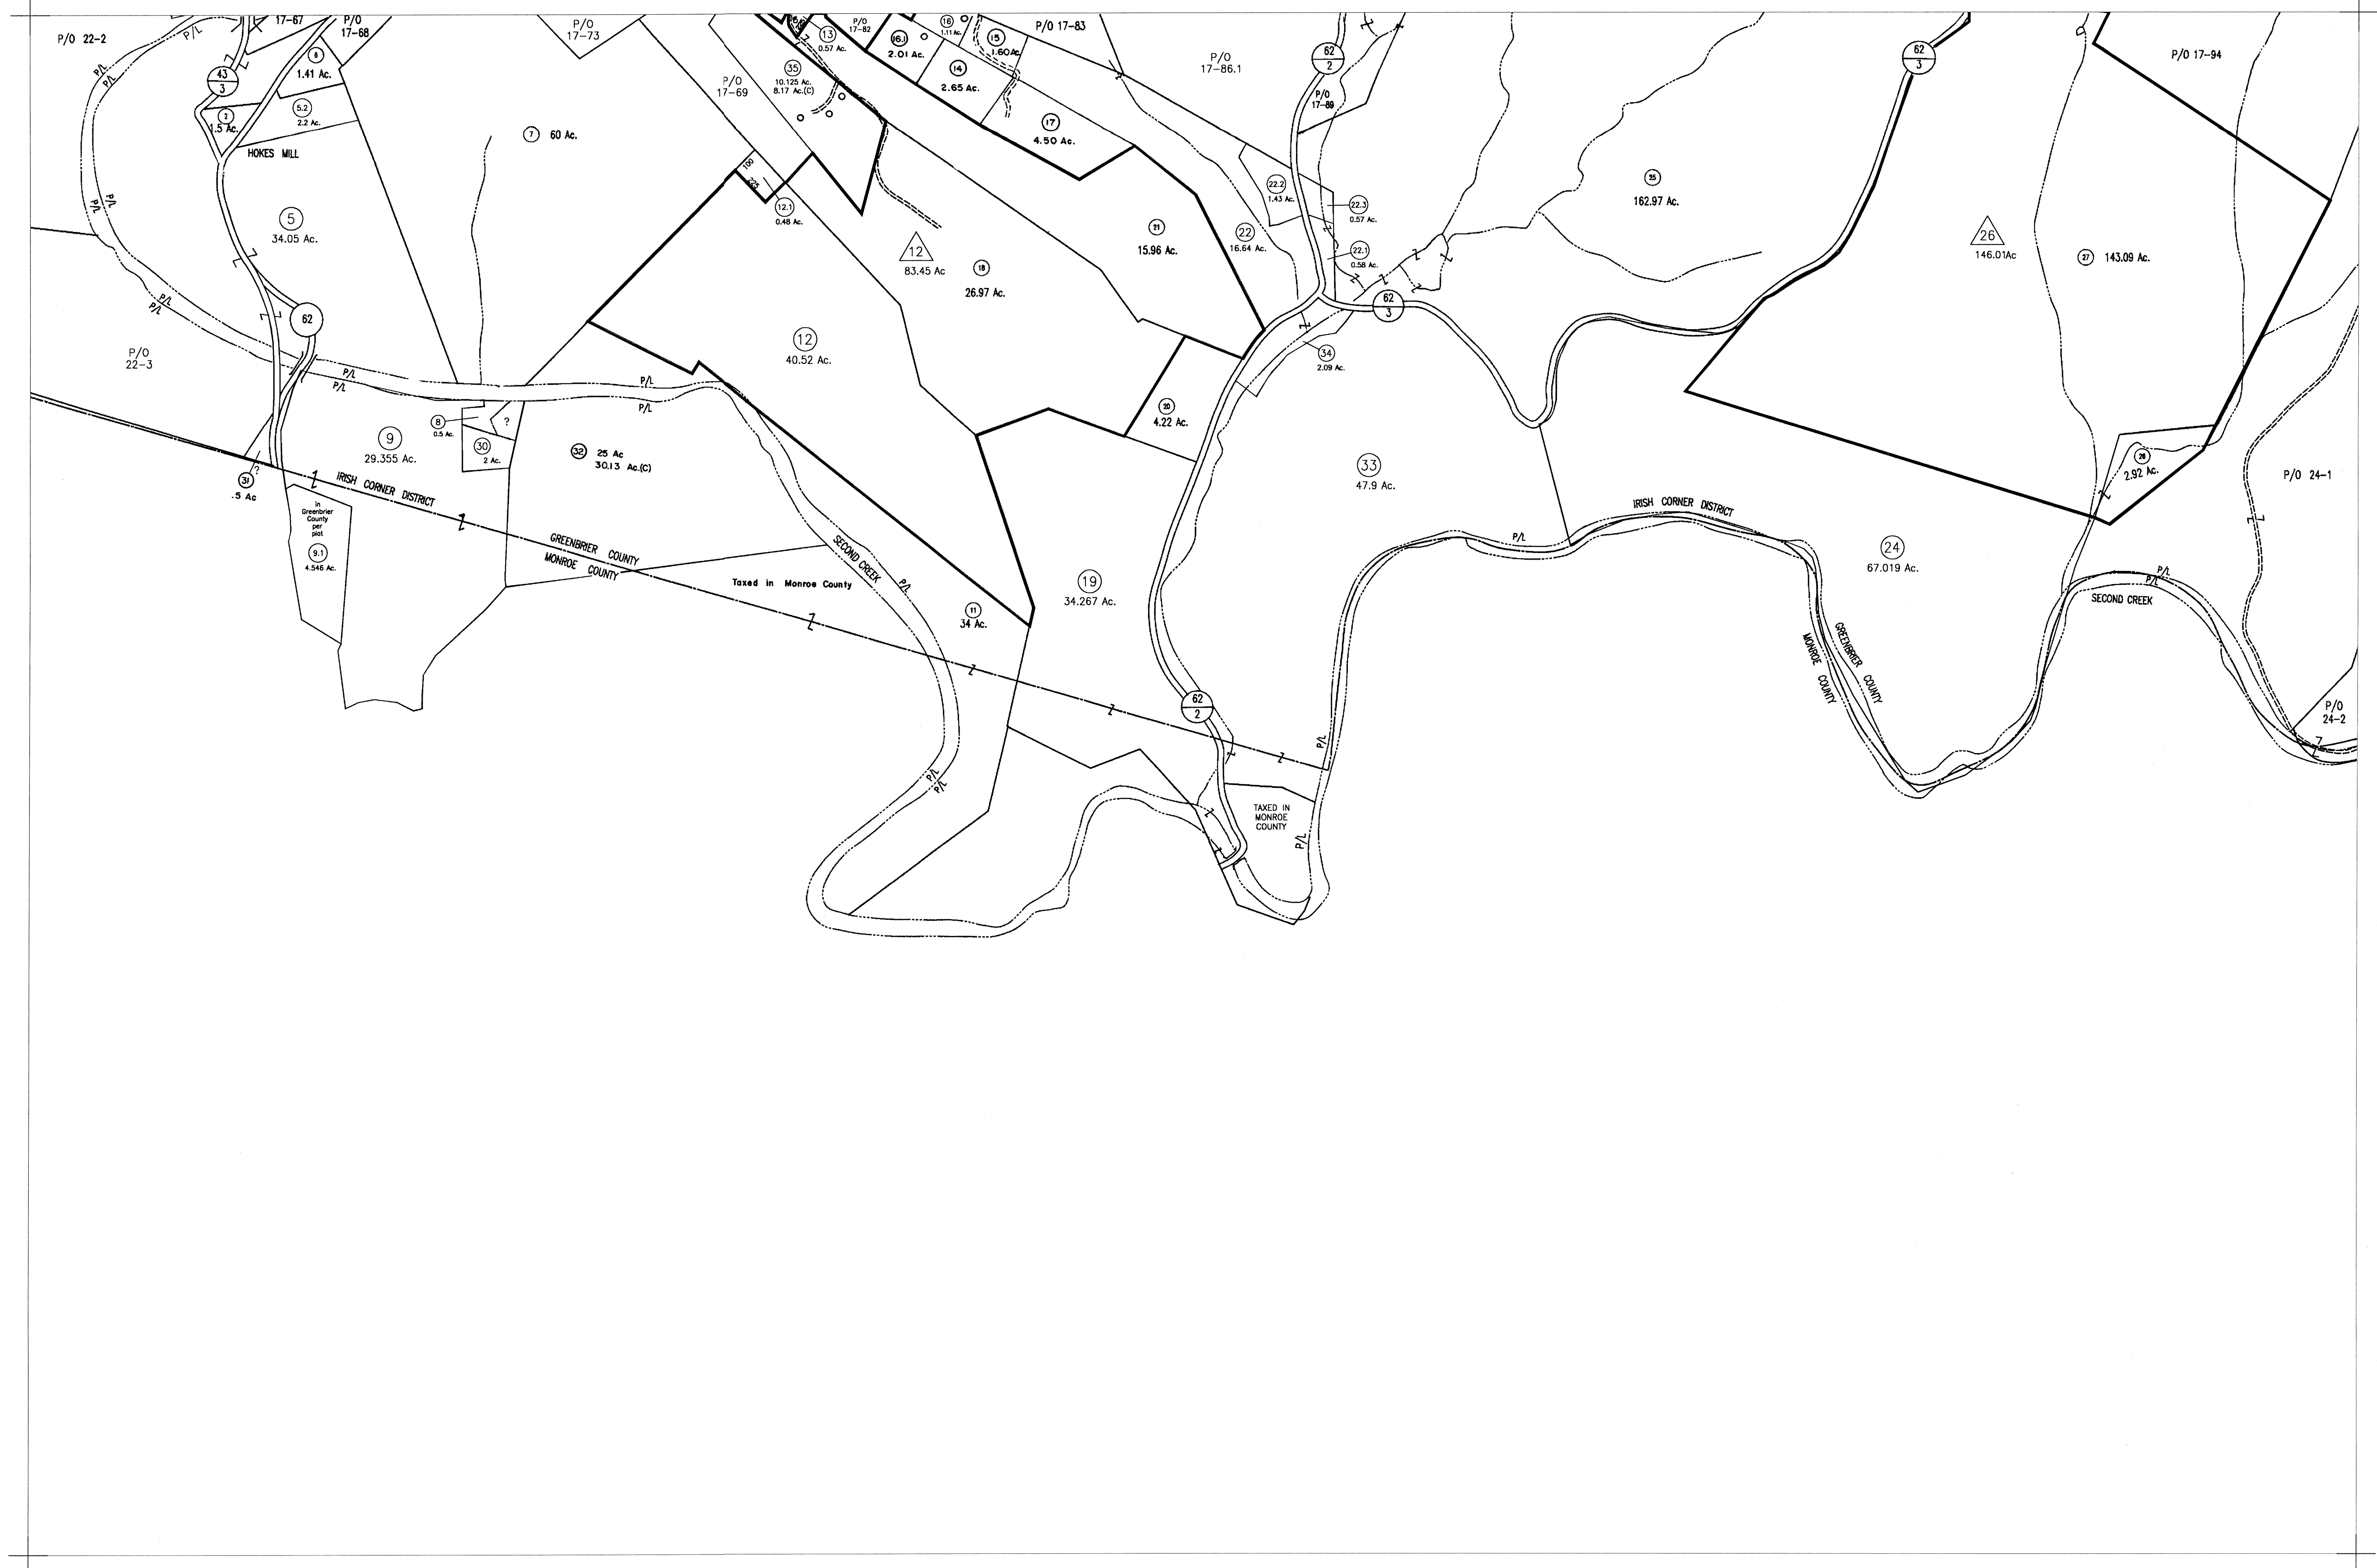 P/O 22-2
P/L
17-67
P/O
17-68
6
1.41 Ac.
43
3
P/L
P/L
2
1.5 Ac.
5.2
2.2 Ac.
HOKES MILL
P/L
P/L
5
34.05 Ac.
P/L
P/L
62
P/O
22-3
P/L
P/L
7 60 Ac.
P/O
17-73
P/O
17-69
35
10.125 Ac.
8.17 Ac.(C)
13
0.57 Ac.
P/O
17-82
16.1
2.01 Ac.
16
1.11 Ac.
15
1.60 Ac.
P/O 17-83
14
2.65 Ac.
17
4.50 Ac.
P/O
17-86.1
62
2
P/O
17-89
100
225
12.1
0.48 Ac.
12
83.45 Ac
18
26.97 Ac.
21
15.96 Ac.
22
16.64 Ac.
22.2
1.43 Ac.
22.3
0.57 Ac.
22.1
0.58 Ac.
25
162.97 Ac.
62
3
62
3
P/O 17-94
26
146.01Ac
27 143.09 Ac.
12
40.52 Ac.
34
2.09 Ac.
20
4.22 Ac.
P/L
P/L
8
0.5 Ac.
?
30
2 Ac.
9
29.355 Ac.
32 25 Ac
30.13 Ac.(C)
31
.5 Ac
?
IRISH CORNER DISTRICT
in
Greenbrier
County
per
plat
9.1
4.546 Ac.
GREENBRIER COUNTY
MONROE COUNTY
Taxed in Monroe County
SECOND CREEK
P/L
11
34 Ac.
19
34.267 Ac.
33
47.9 Ac.
P/L
IRISH CORNER DISTRICT
24
67.019 Ac.
28
2.92 Ac.
P/O 24-1
P/L
P/L
SECOND CREEK
GREENBRIER COUNTY
MONROE COUNTY
P/O
24-2
62
2
P/L
P/L
P/L
TAXED IN
MONROE
COUNTY
P/L